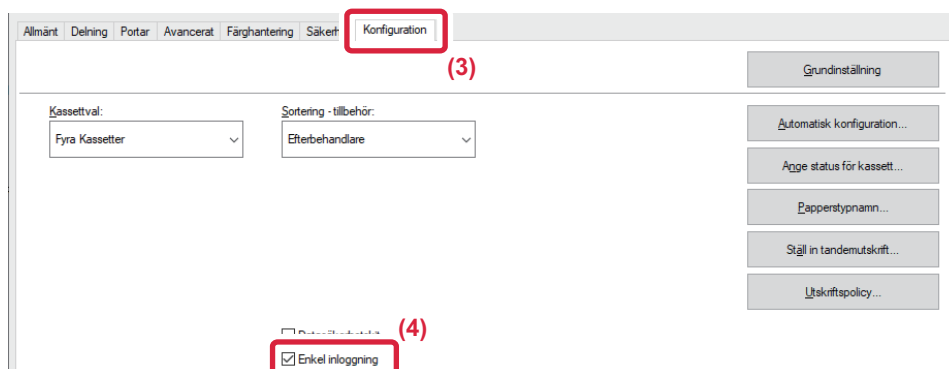 Allmänt Delning Portar Avancerat Färghantering Konfiguration
(3)
Grundinställning
Kassettval:
Sortering - tillbehör:
Fyra Kassetter
Efterbehandlare
Automatisk konfiguration...
Ange status för kassett...
Papperstypnamn...
Ställ in tandemutskrift...
Utskriftspolicy...
(4)
Enkel inloggning